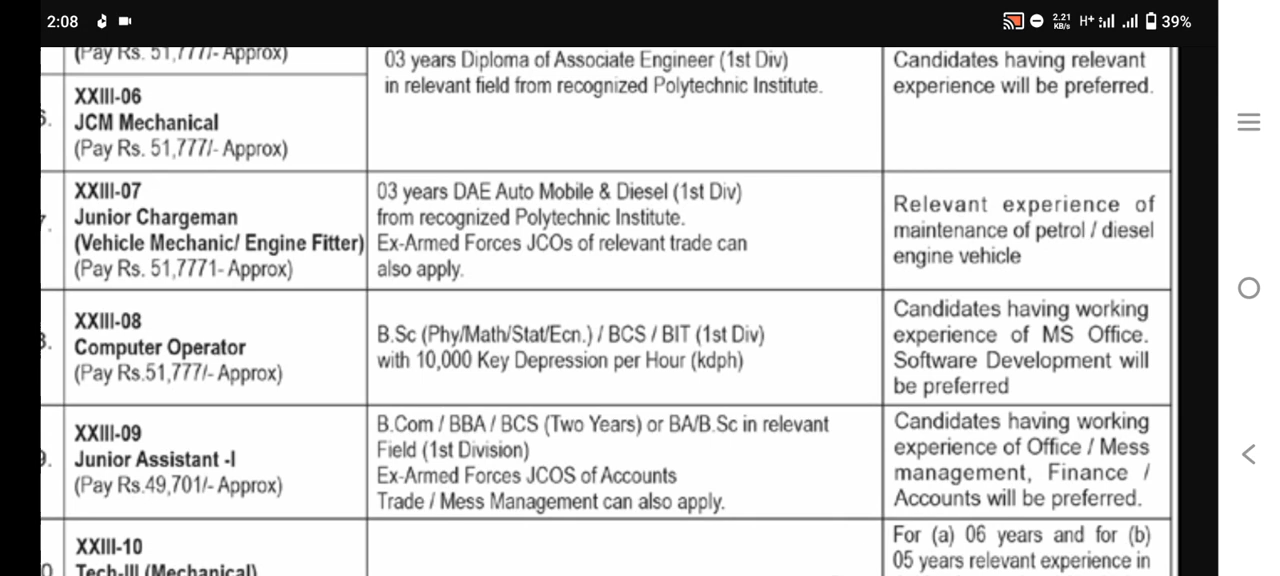 2:08
2.21 KB/s H+ 39%
(Pay Rs. 51,777/- Approx)
03 years Diploma of Associate Engineer (1st Div)
in relevant field from recognized Polytechnic Institute.
Candidates having relevant
experience will be preferred.
XXIII-06
JCM Mechanical
(Pay Rs. 51,777/- Approx)
XXIII-07
Junior Chargeman
(Vehicle Mechanic/ Engine Fitter)
(Pay Rs. 51,7771- Approx)
03 years DAE Auto Mobile & Diesel (1st Div)
from recognized Polytechnic Institute.
Ex-Armed Forces JCOs of relevant trade can
also apply.
Relevant experience of
maintenance of petrol / diesel
engine vehicle
XXIII-08
Computer Operator
(Pay Rs.51,777/- Approx)
B.Sc (Phy/Math/Stat/Ecn.) / BCS / BIT (1st Div)
with 10,000 Key Depression per Hour (kdph)
Candidates having working
experience of MS Office.
Software Development will
be preferred
9.
XXIII-09
Junior Assistant -I
(Pay Rs.49,701/- Approx)
B.Com / BBA / BCS (Two Years) or BA/B.Sc in relevant
Field (1st Division)
Ex-Armed Forces JCOS of Accounts
Trade / Mess Management can also apply.
Candidates having working
experience of Office / Mess
management, Finance /
Accounts will be preferred.
XXIII-10
Tech-III (Mechanical)
For (a) 06 years and for (b)
05 years relevant experience in